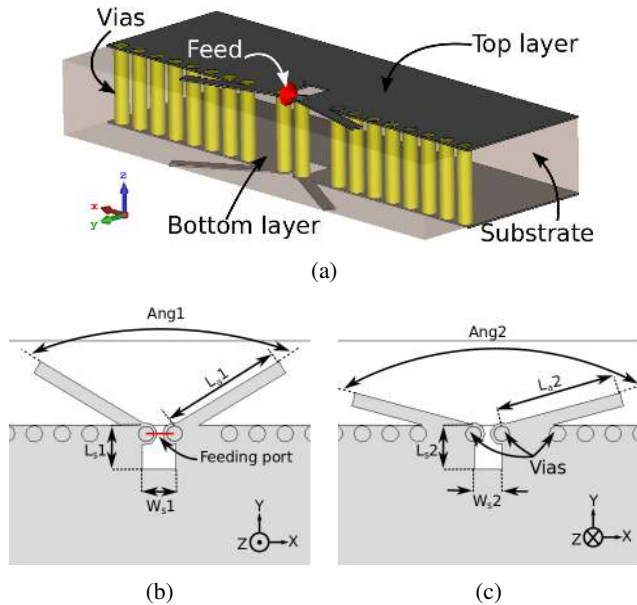 Vias
Feed
Top layer
z
x
y
Bottom layer
Substrate
(a)
Ang1
Lₐ1
Lₛ1
Feeding port
Wₛ1
Y
Z
X
(b)
Ang2
Lₐ2
Lₛ2
Vias
Wₛ2
Y
Z
X
(c)